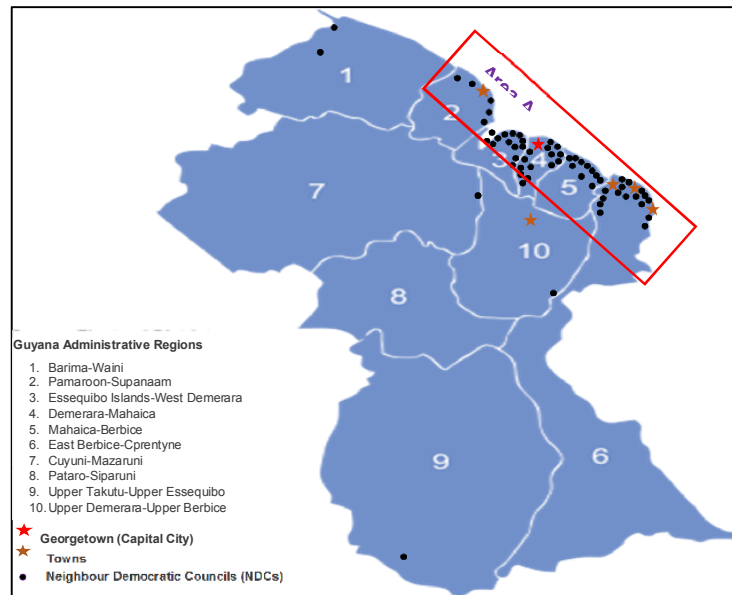 Area A
1
2
3
4
5
7
10
8
9
6
Guyana Administrative Regions
1. Barima-Waini
2. Pamaroon-Supanaam
3. Essequibo Islands-West Demerara
4. Demerara-Mahaica
5. Mahaica-Berbice
6. East Berbice-Cprentyne
7. Cuyuni-Mazaruni
8. Pataro-Siparuni
9. Upper Takutu-Upper Essequibo
10. Upper Demerara-Upper Berbice
Georgetown (Capital City)
Towns
Neighbour Democratic Councils (NDCs)